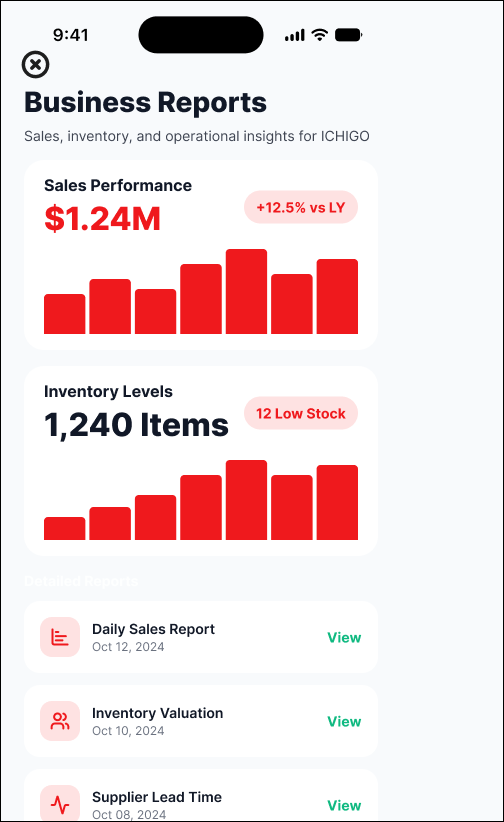 9:41
Business Reports
Sales, inventory, and operational insights for ICHIGO
Sales Performance
$1.24M
+12.5% vs LY
Inventory Levels
1,240 Items
12 Low Stock
Detailed Reports
Daily Sales Report
Oct 12, 2024
View
Inventory Valuation
Oct 10, 2024
View
Supplier Lead Time
Oct 08, 2024
View